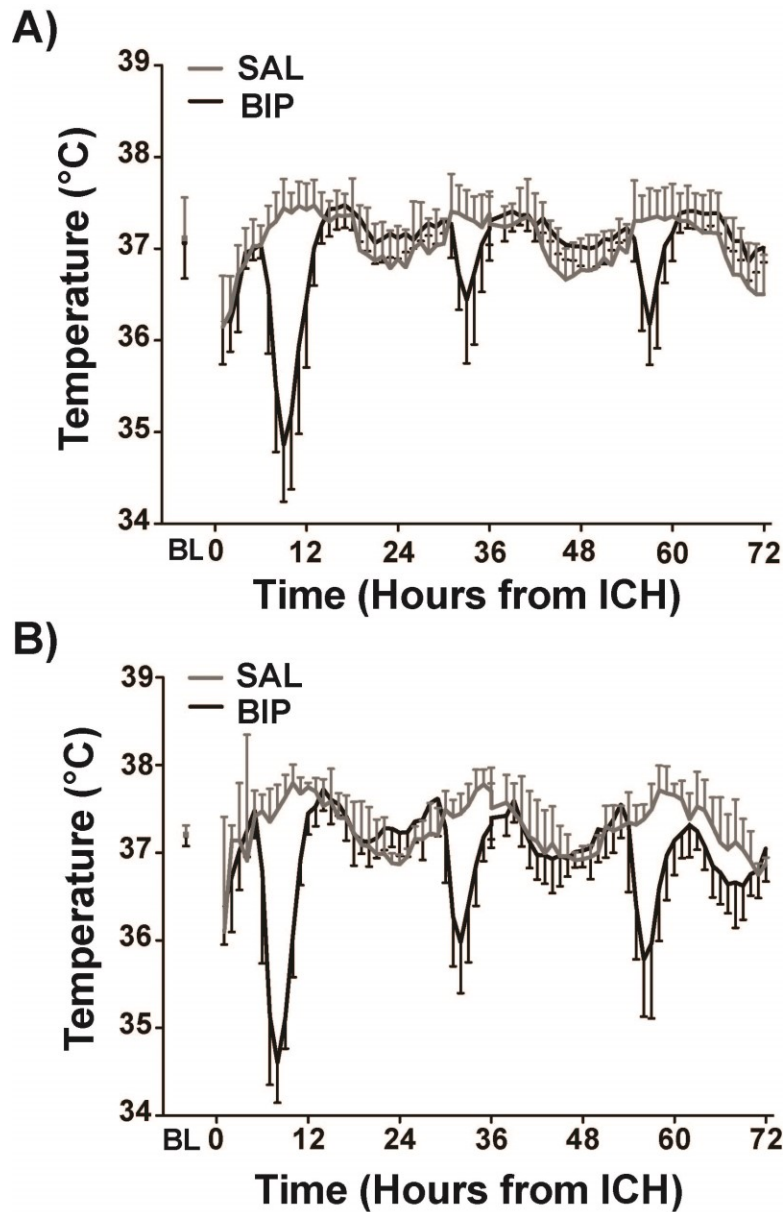 A)
SAL
BIP
Temperature (°C)
39
38
37
36
35
34
BL 0 12 24 36 48 60 72
Time (Hours from ICH)
B)
SAL
BIP
Temperature (°C)
39
38
37
36
35
34
BL 0 12 24 36 48 60 72
Time (Hours from ICH)